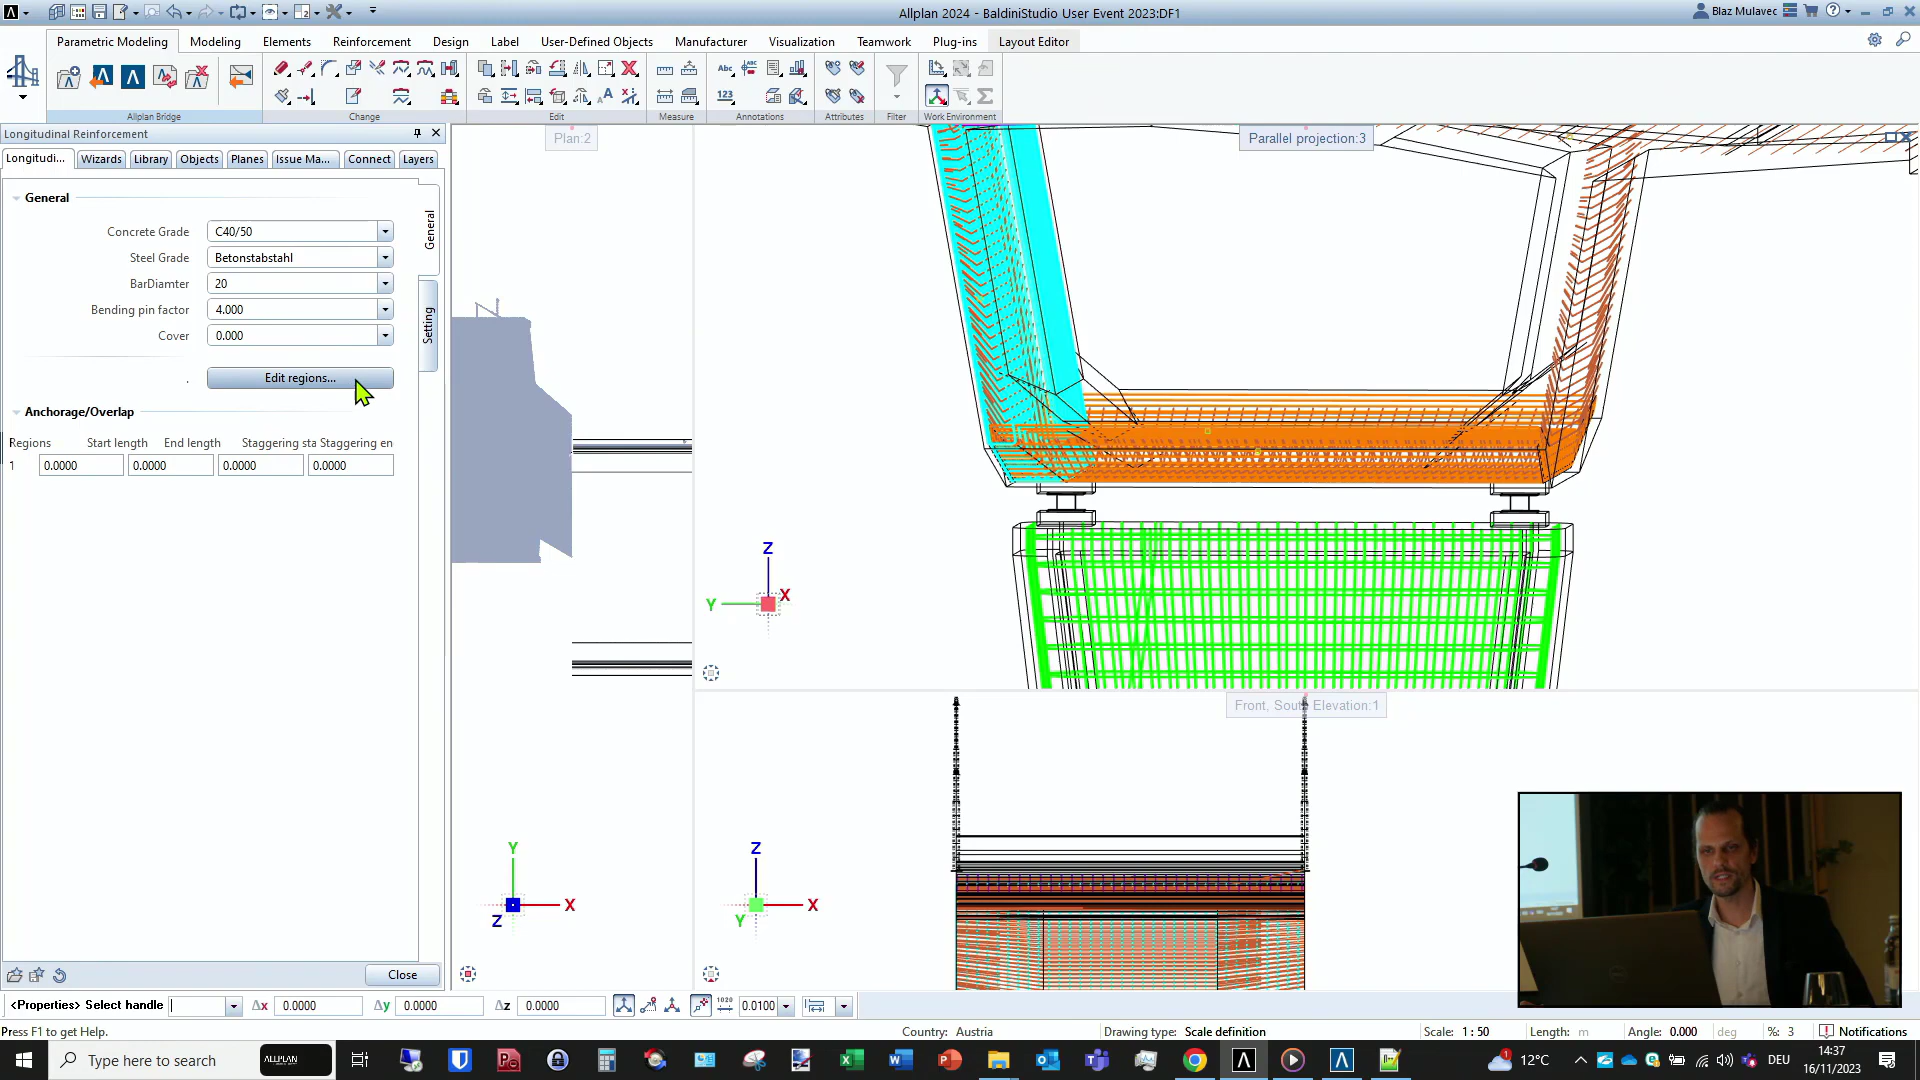 Allplan 2024 - BaldiniStudio User Event 2023:DF1
Blaz Mulavec
Parametric Modeling
Modeling
Elements
Reinforcement
Design
Label
User-Defined Objects
Manufacturer
Visualization
Teamwork
Plug-ins
Layout Editor
Abc
123
Allplan Bridge
Change
Edit
Measure
Annotations
Attributes
Filter
Work Environment
Longitudinal Reinforcement
Longitudi...
Wizards
Library
Objects
Planes
Issue Ma...
Connect
Layers
Plan:2
Parallel projection:3
General
General
Setting
Concrete Grade C40/50
Steel Grade Betonstabstahl
BarDiamter 20
Bending pin factor 4.000
Cover 0.000
. Edit regions...
Anchorage/Overlap
Regions Start length End length Staggering sta Staggering en
1 0.0000 0.0000 0.0000 0.0000
Z
Y X
Front, South Elevation:1
Y
Z X
Z
Y X
Close
<Properties> Select handle Δx 0.0000 Δy 0.0000 Δz 0.0000 1020 0.0100
Press F1 to get Help.
Country: Austria
Drawing type: Scale definition
Scale: 1 : 50
Length: m
Angle: 0.000 deg
%: 3
Notifications
Type here to search
ALLPLAN
12°C
DEU
14:37
16/11/2023